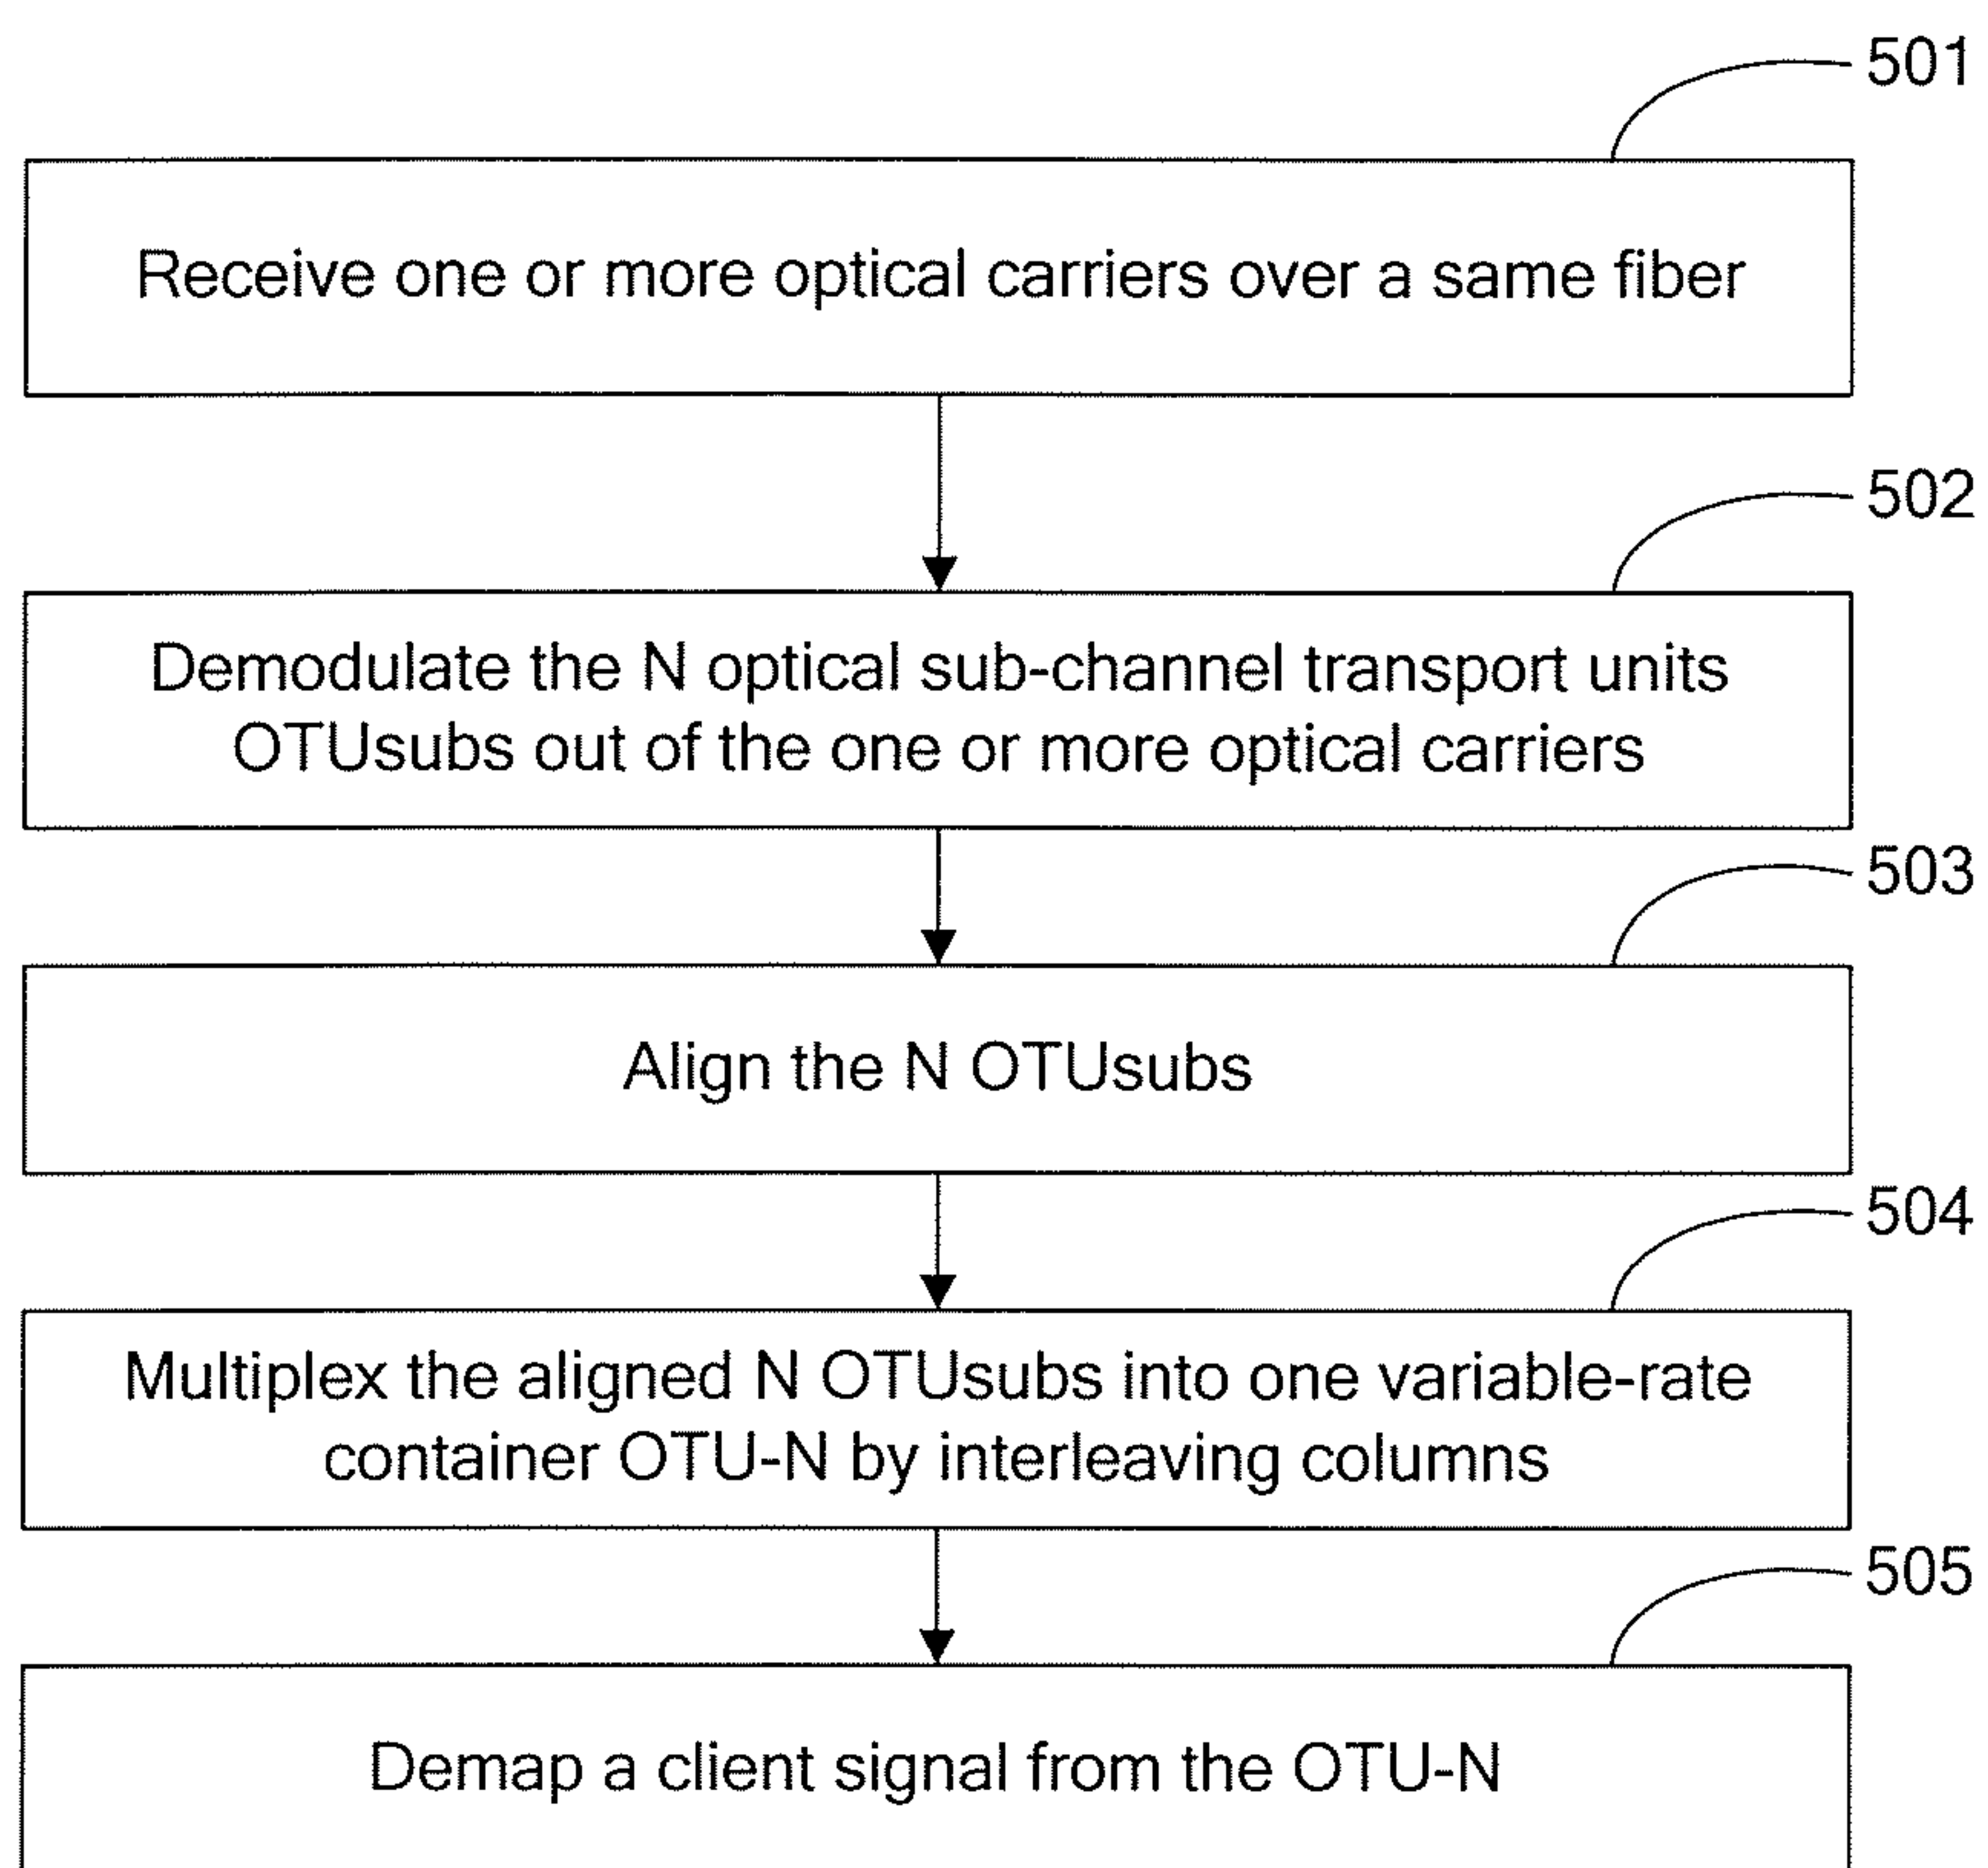 501
Receive one or more optical carriers over a same fiber
502
Demodulate the N optical sub-channel transport units
OTUsubs out of the one or more optical carriers
503
Align the N OTUsubs
504
Multiplex the aligned N OTUsubs into one variable-rate
container OTU-N by interleaving columns
505
Demap a client signal from the OTU-N